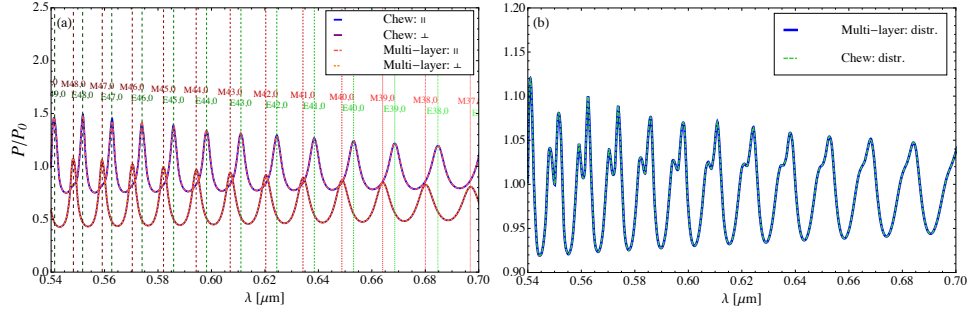 (a)
Chew: II
Chew: ⊥
Multi−layer: II
Multi−layer: ⊥
M48,0
M47,0
M46,0
M45,0
M44,0
M43,0
M42,0
M41,0
M40,0
M39,0
M38,0
M37,
E48,0
E47,0
E46,0
E45,0
E44,0
E43,0
E42,0
E41,0
E40,0
E39,0
E38,0
P/P0
2.5
2.0
1.5
1.0
0.5
0.0
0.54
0.56
0.58
0.60
0.62
0.64
0.66
0.68
0.70
λ [μm]
(b)
Multi−layer: distr.
Chew: distr.
1.20
1.15
1.10
1.05
1.00
0.95
0.90
0.54
0.56
0.58
0.60
0.62
0.64
0.66
0.68
0.70
λ [μm]